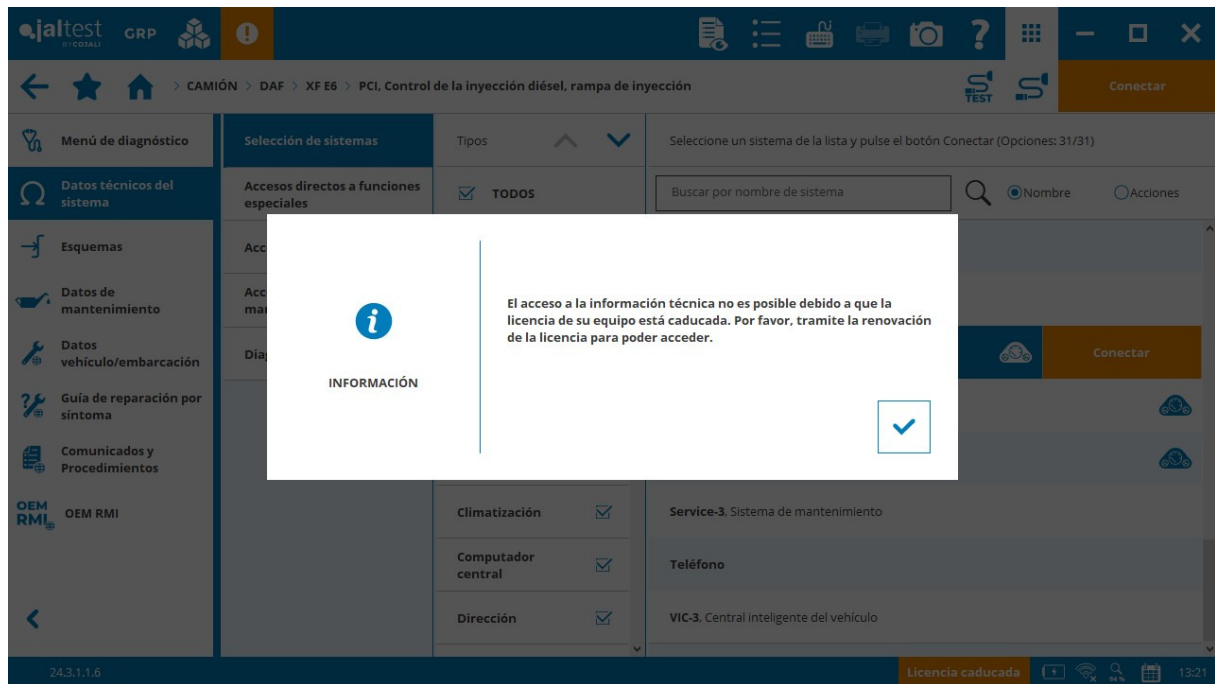 jaltest GRP
BY COJALI
TEST
> CAMIÓN > DAF > XF E6 > PCI, Control de la inyección diésel, rampa de inyección
Conectar
Menú de diagnóstico
Selección de sistemas
Tipos
Seleccione un sistema de la lista y pulse el botón Conectar (Opciones: 31/31)
Datos técnicos del
sistema
Accesos directos a funciones
especiales
TODOS
Buscar por nombre de sistema
Nombre
Acciones
Esquemas
Acc
Datos de
mantenimiento
Acc
ma
Datos
vehículo/embarcación
Dia
Conectar
INFORMACIÓN
El acceso a la información técnica no es posible debido a que la
licencia de su equipo está caducada. Por favor, tramite la renovación
de la licencia para poder acceder.
Guía de reparación por
síntoma
Comunicados y
Procedimientos
OEM
RMI
OEM RMI
Climatización
Service-3. Sistema de mantenimiento
Computador
central
Teléfono
Dirección
VIC-3. Central inteligente del vehículo
24.3.1.1.6
Licencia caducada
94 %
13:21